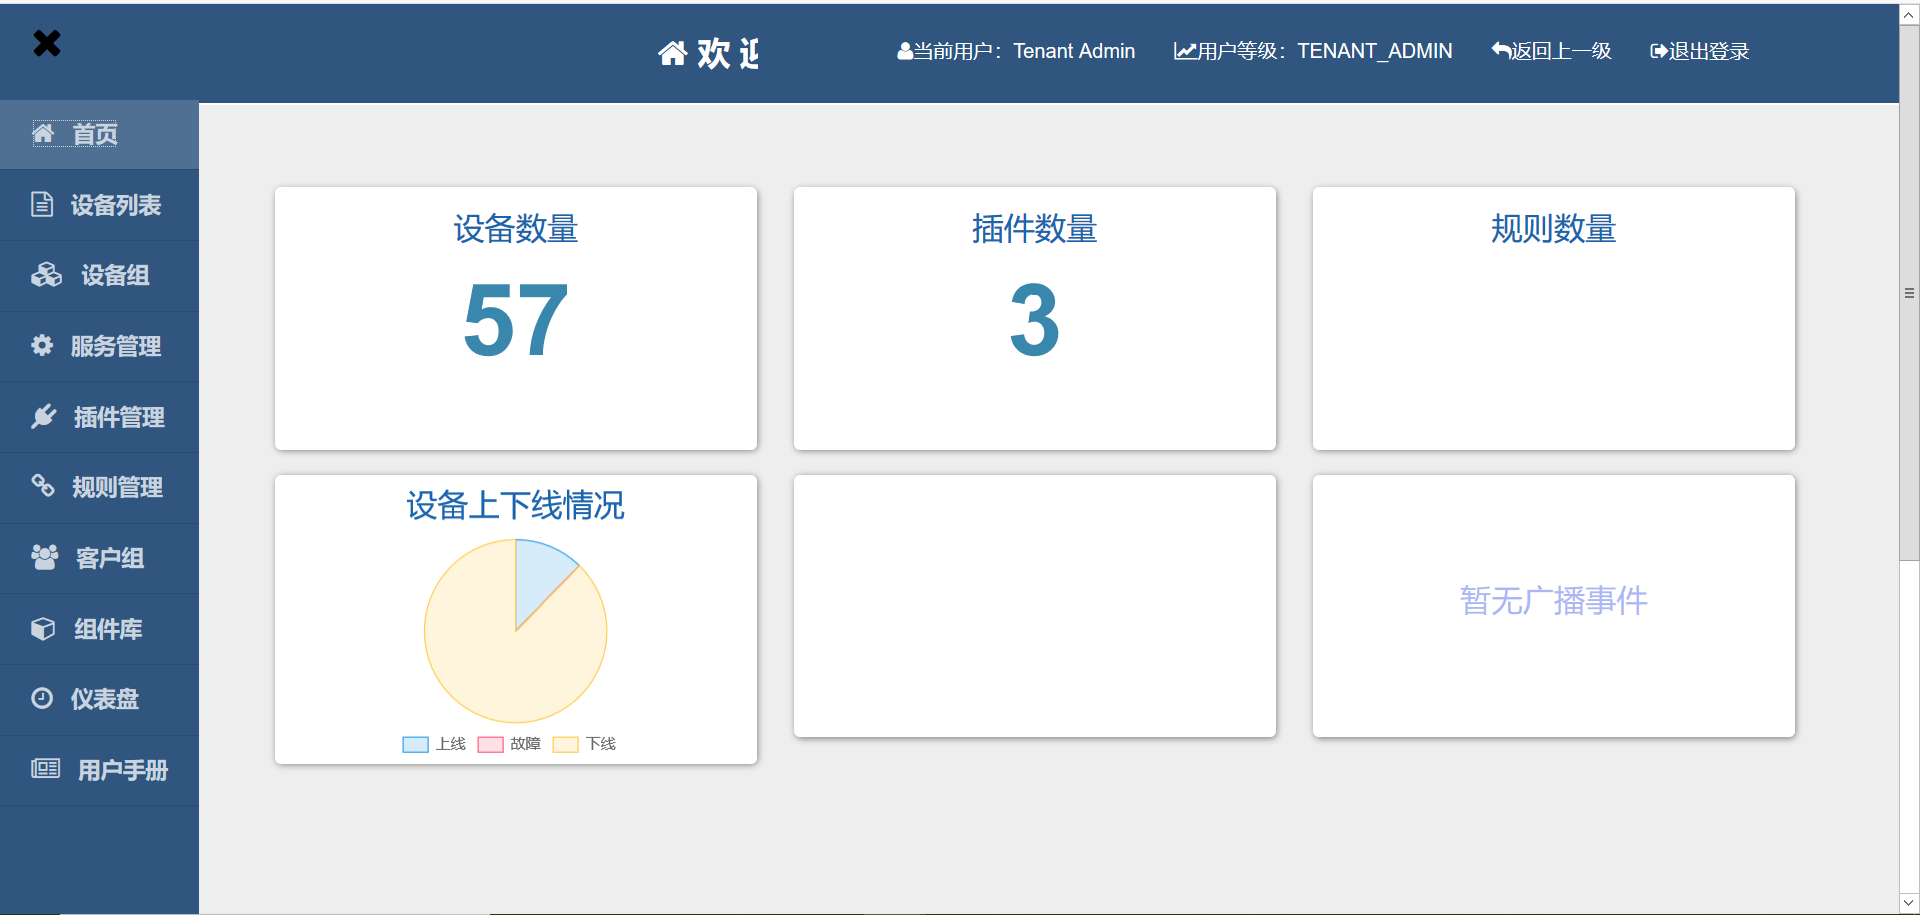 欢
当前用户：Tenant Admin
用户等级：TENANT_ADMIN
返回上一级
退出登录
首页
设备列表
设备组
服务管理
插件管理
规则管理
客户组
组件库
仪表盘
用户手册
设备数量
57
插件数量
3
规则数量
设备上下线情况
上线 故障 下线
暂无广播事件